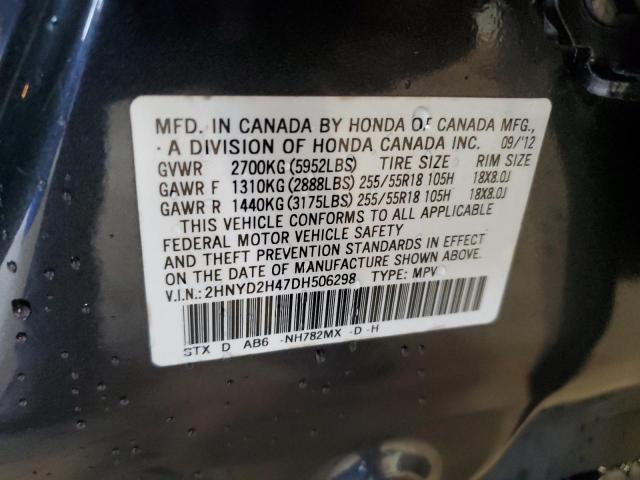 MFD. IN CANADA BY HONDA OF CANADA MFG.,
A DIVISION OF HONDA CANADA INC. 09/'12
GVWR 2700KG (5952LBS) TIRE SIZE RIM SIZE
GAWR F 1310KG (2888LBS) 255/55R18 105H 18X8.0J
GAWR R 1440KG (3175LBS) 255/55R18 105H 18X8.0J
THIS VEHICLE CONFORMS TO ALL APPLICABLE
FEDERAL MOTOR VEHICLE SAFETY
AND THEFT PREVENTION STANDARDS IN EFFECT
ON THE DATE OF MANUFACTURE SHOWN ABOVE.
V.I.N.: 2HNYD2H47DH506298 TYPE: MPV
STX D AB6 -NH782MX -D -H